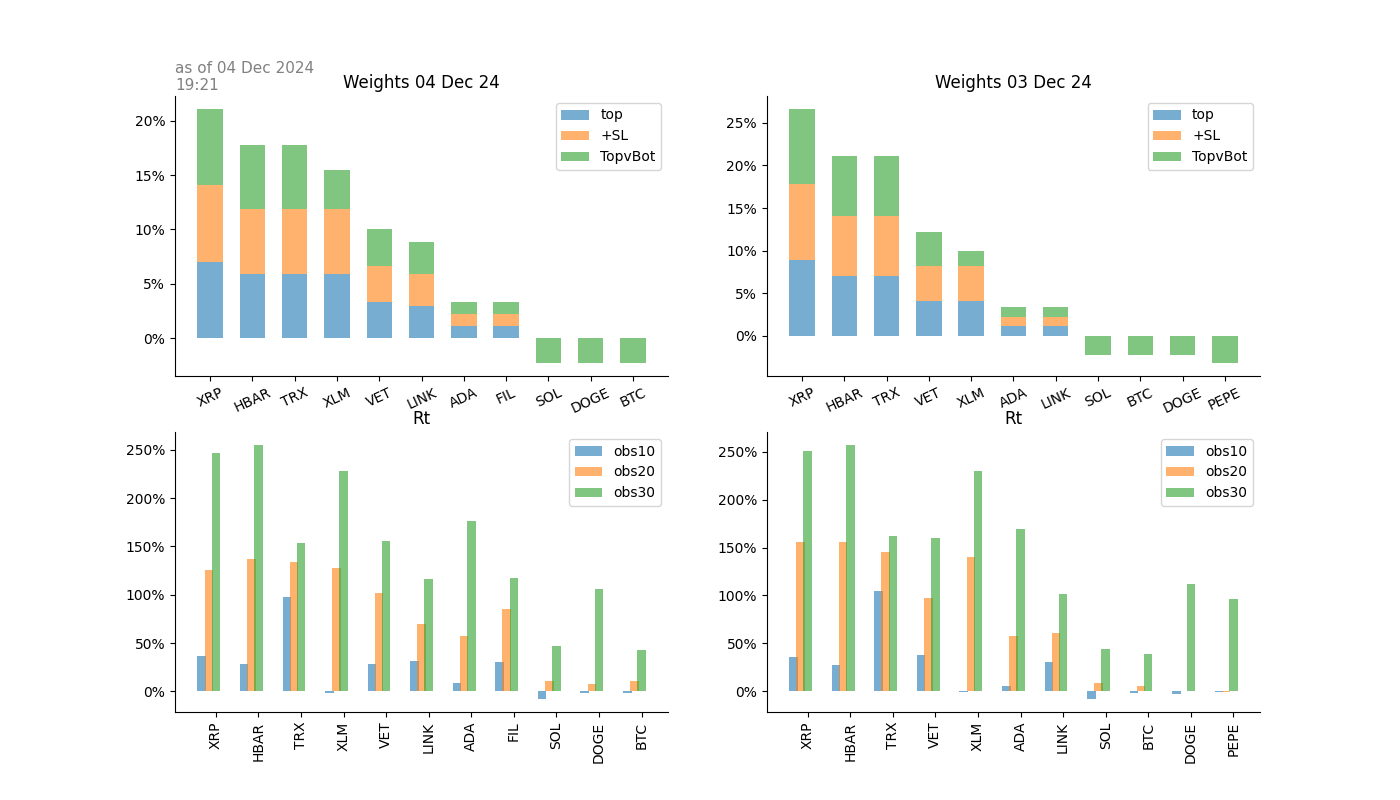 as of 04 Dec 2024
19:21
Weights 04 Dec 24
20%
15%
10%
5%
0%
top
+SL
TopvBot
XRP HBAR TRX XLM VET LINK ADA FIL SOL DOGE BTC
Weights 03 Dec 24
25%
20%
15%
10%
5%
0%
top
+SL
TopvBot
XRP HBAR TRX VET XLM ADA LINK SOL BTC DOGE PEPE
Rt
250%
200%
150%
100%
50%
0%
obs10
obs20
obs30
XRP HBAR TRX XLM VET LINK ADA FIL SOL DOGE BTC
Rt
250%
200%
150%
100%
50%
0%
obs10
obs20
obs30
XRP HBAR TRX VET XLM ADA LINK SOL BTC DOGE PEPE